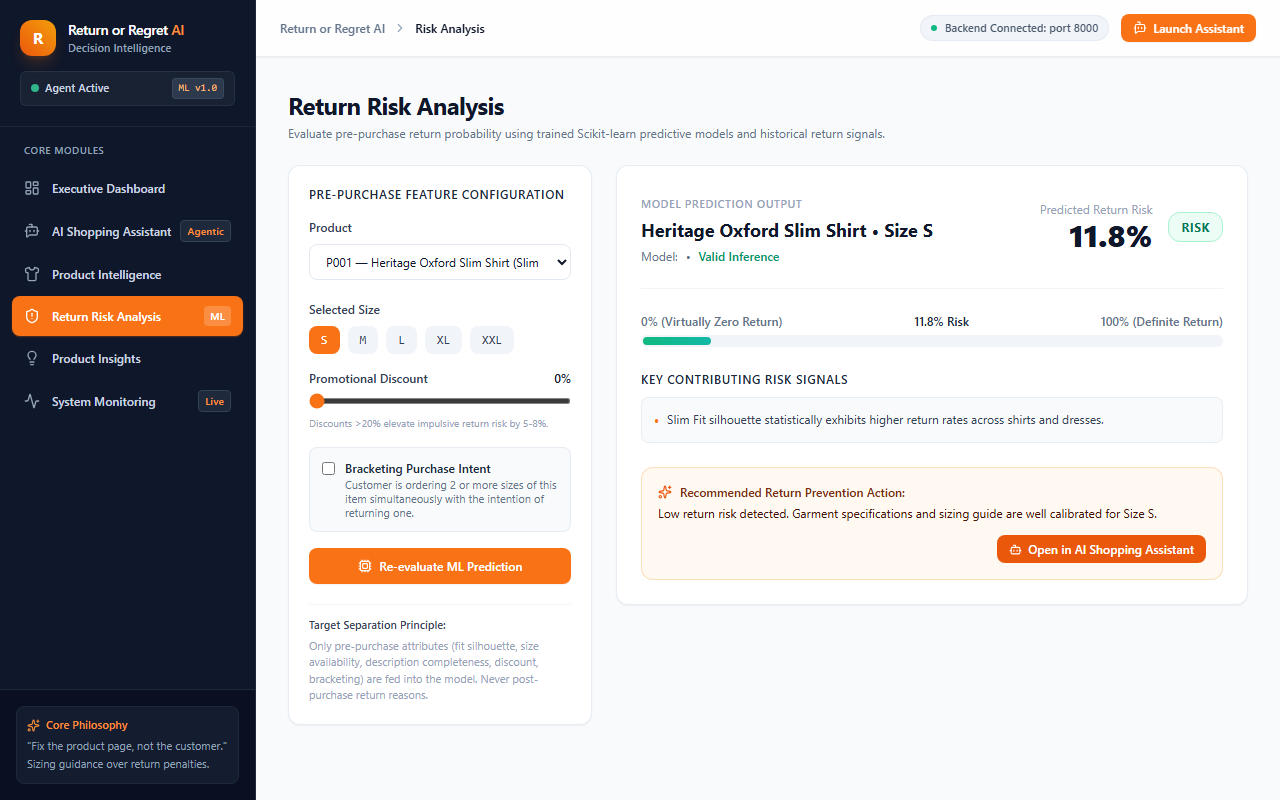 R
Return or Regret AI
Decision Intelligence
Agent Active
ML v1.0
CORE MODULES
Executive Dashboard
AI Shopping Assistant
Agentic
Product Intelligence
Return Risk Analysis
ML
Product Insights
System Monitoring
Live
Core Philosophy
"Fix the product page, not the customer."
Sizing guidance over return penalties.
Return or Regret AI
Risk Analysis
Backend Connected: port 8000
Launch Assistant
Return Risk Analysis
Evaluate pre-purchase return probability using trained Scikit-learn predictive models and historical return signals.
PRE-PURCHASE FEATURE CONFIGURATION
Product
P001 — Heritage Oxford Slim Shirt (Slim
Selected Size
S
M
L
XL
XXL
Promotional Discount
0%
Discounts >20% elevate impulsive return risk by 5-8%.
Bracketing Purchase Intent
Customer is ordering 2 or more sizes of this
item simultaneously with the intention of
returning one.
Re-evaluate ML Prediction
Target Separation Principle:
Only pre-purchase attributes (fit silhouette, size
availability, description completeness, discount,
bracketing) are fed into the model. Never post-
purchase return reasons.
MODEL PREDICTION OUTPUT
Heritage Oxford Slim Shirt • Size S
Model: • Valid Inference
Predicted Return Risk
11.8%
RISK
0% (Virtually Zero Return)
11.8% Risk
100% (Definite Return)
KEY CONTRIBUTING RISK SIGNALS
• Slim Fit silhouette statistically exhibits higher return rates across shirts and dresses.
Recommended Return Prevention Action:
Low return risk detected. Garment specifications and sizing guide are well calibrated for Size S.
Open in AI Shopping Assistant